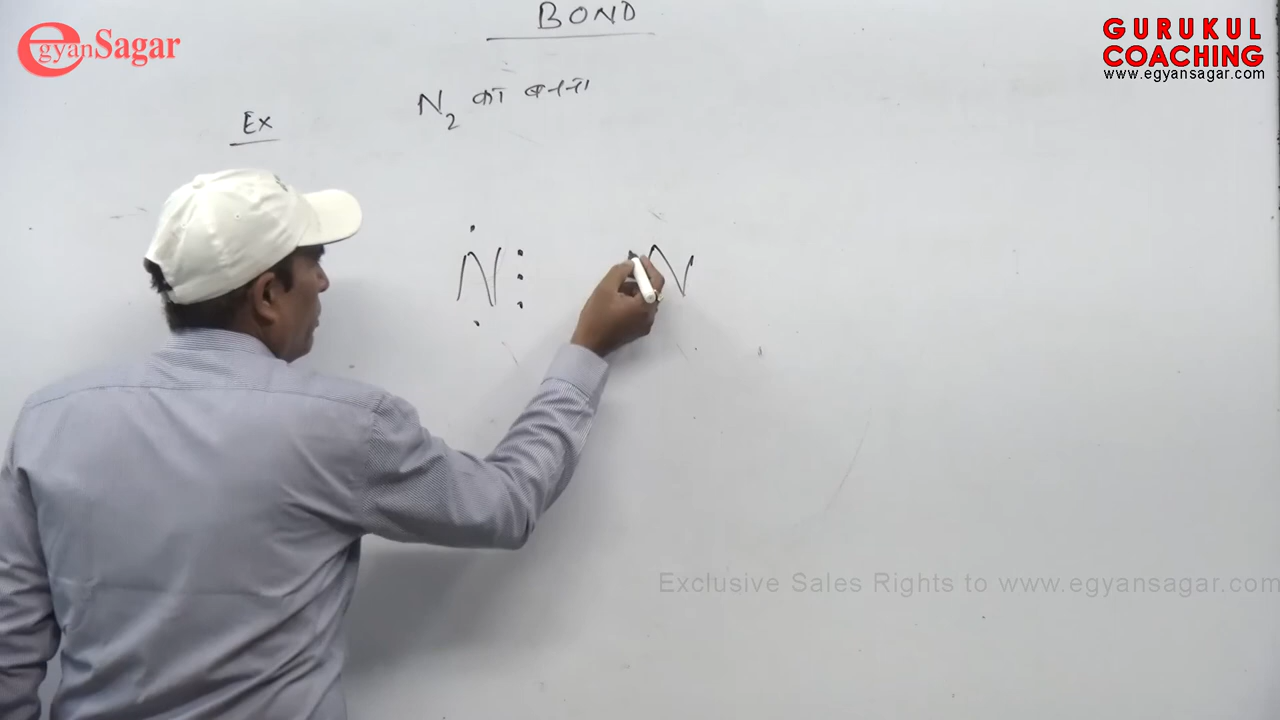 BOND
egyanSagar
GURUKUL
COACHING
www.egyansagar.com
N2 का बनना
Ex
N N
Exclusive Sales Rights to www.egyansagar.com